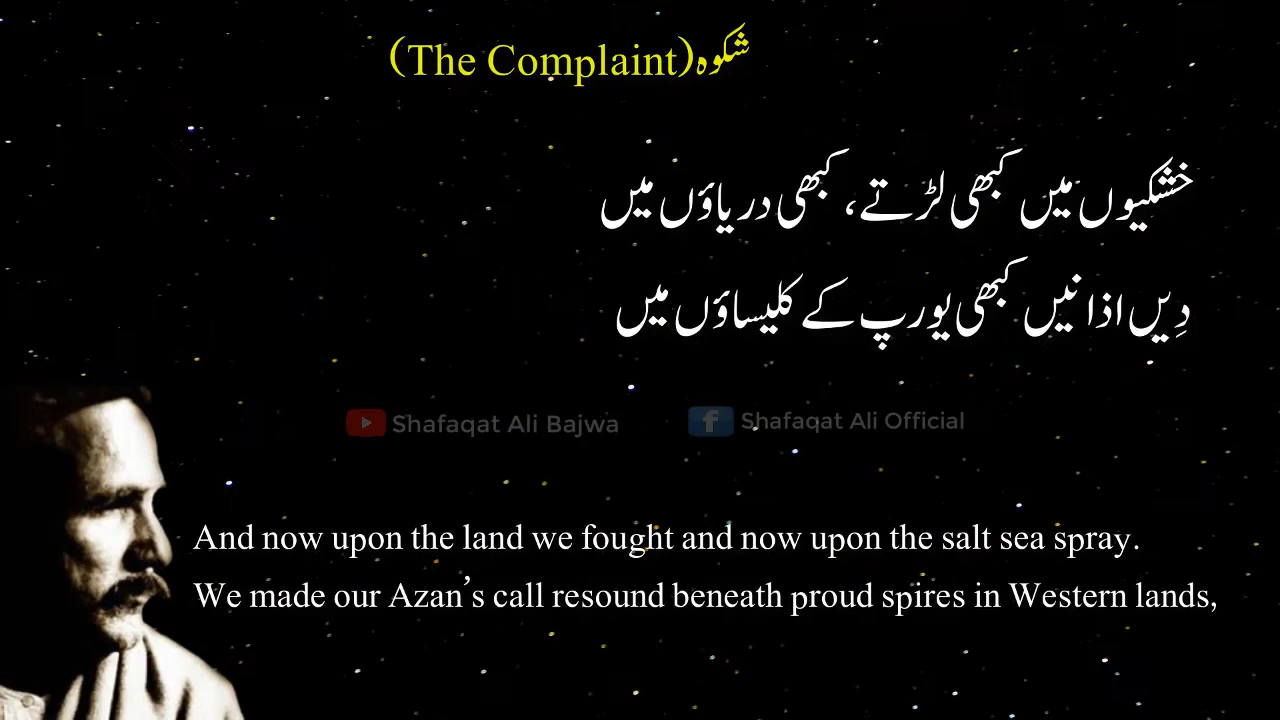 شکوہ(The Complaint)
خشکیوں میں کبھی لڑتے، کبھی دریاؤں میں
دِیں اذانیں کبھی یورپ کے کلیساؤں میں
Shafaqat Ali Bajwa
Shafaqat Ali Official
And now upon the land we fought and now upon the salt sea spray.
We made our Azan’s call resound beneath proud spires in Western lands,